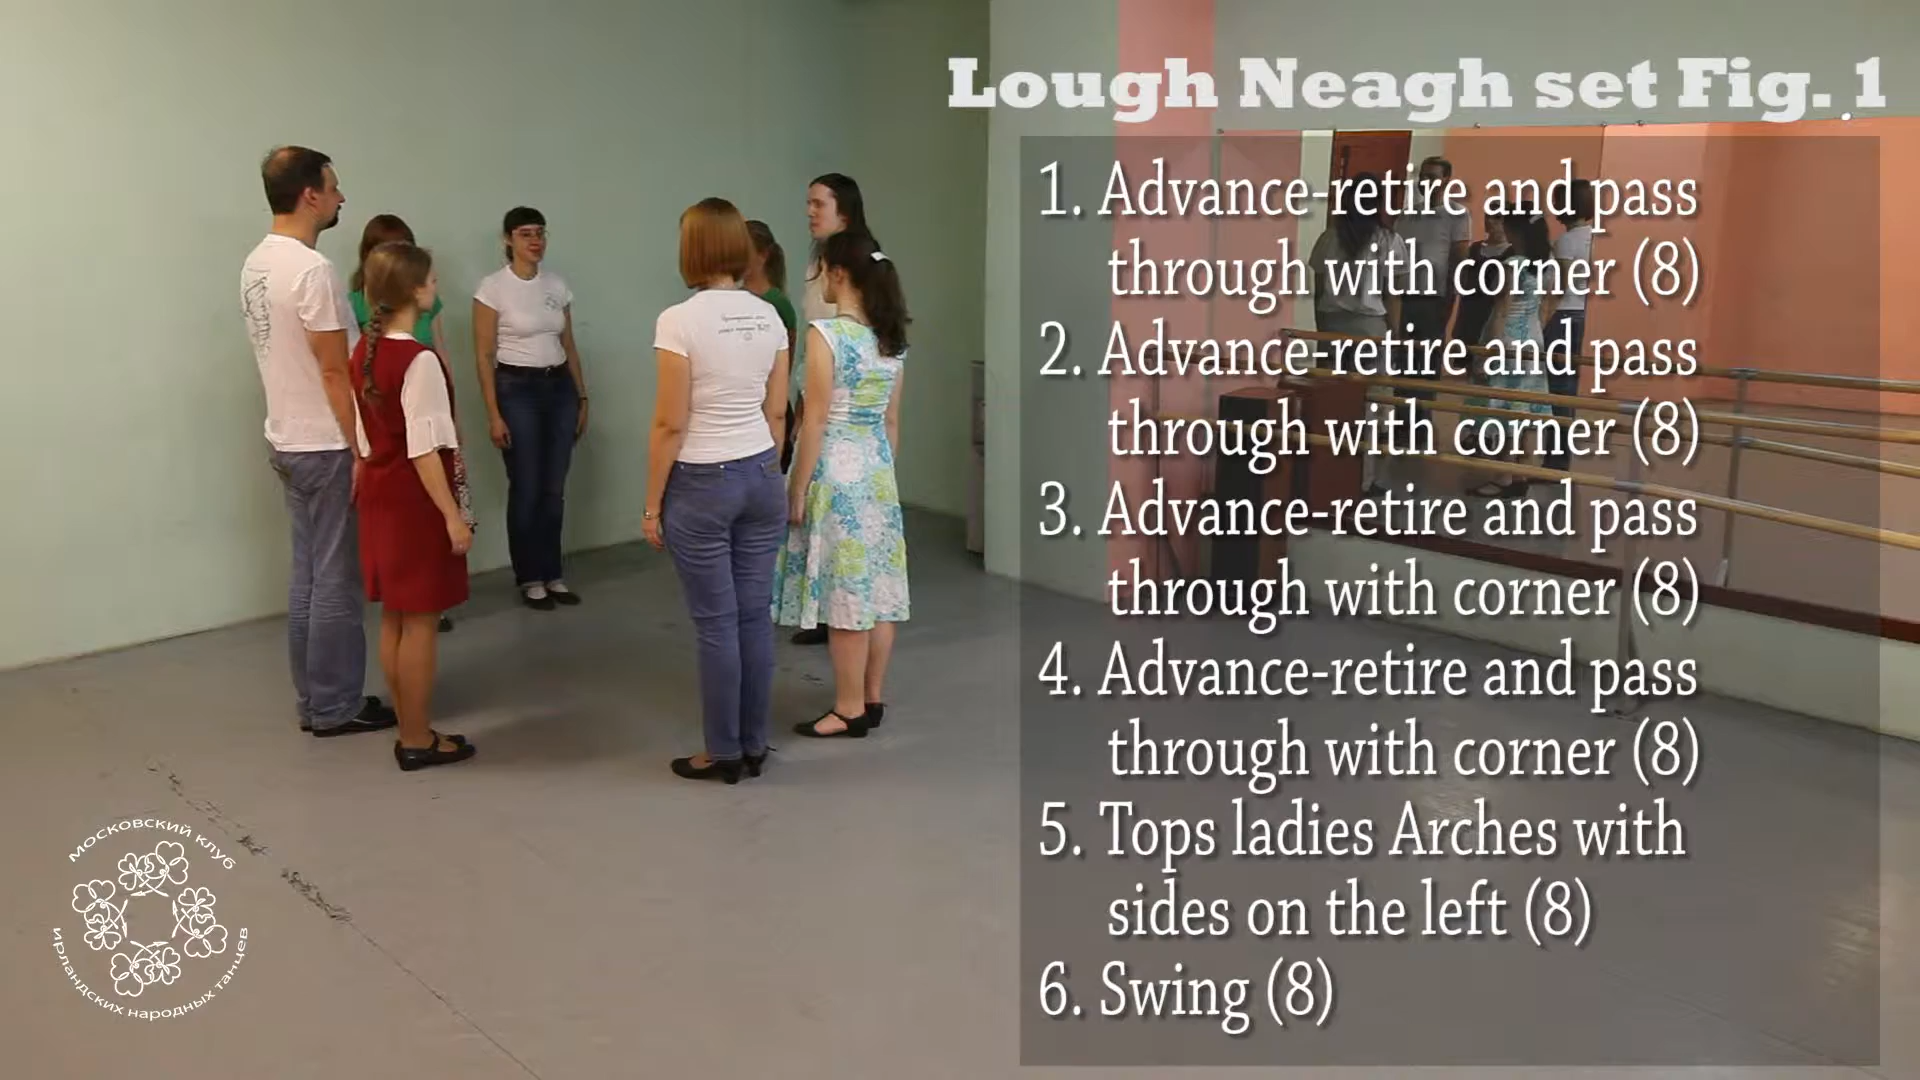 Lough Neagh set Fig. 1
1. Advance-retire and pass
through with corner (8)
2. Advance-retire and pass
through with corner (8)
3. Advance-retire and pass
through with corner (8)
4. Advance-retire and pass
through with corner (8)
5. Tops ladies Arches with
sides on the left (8)
6. Swing (8)
московский клуб
ирландских народных танцев